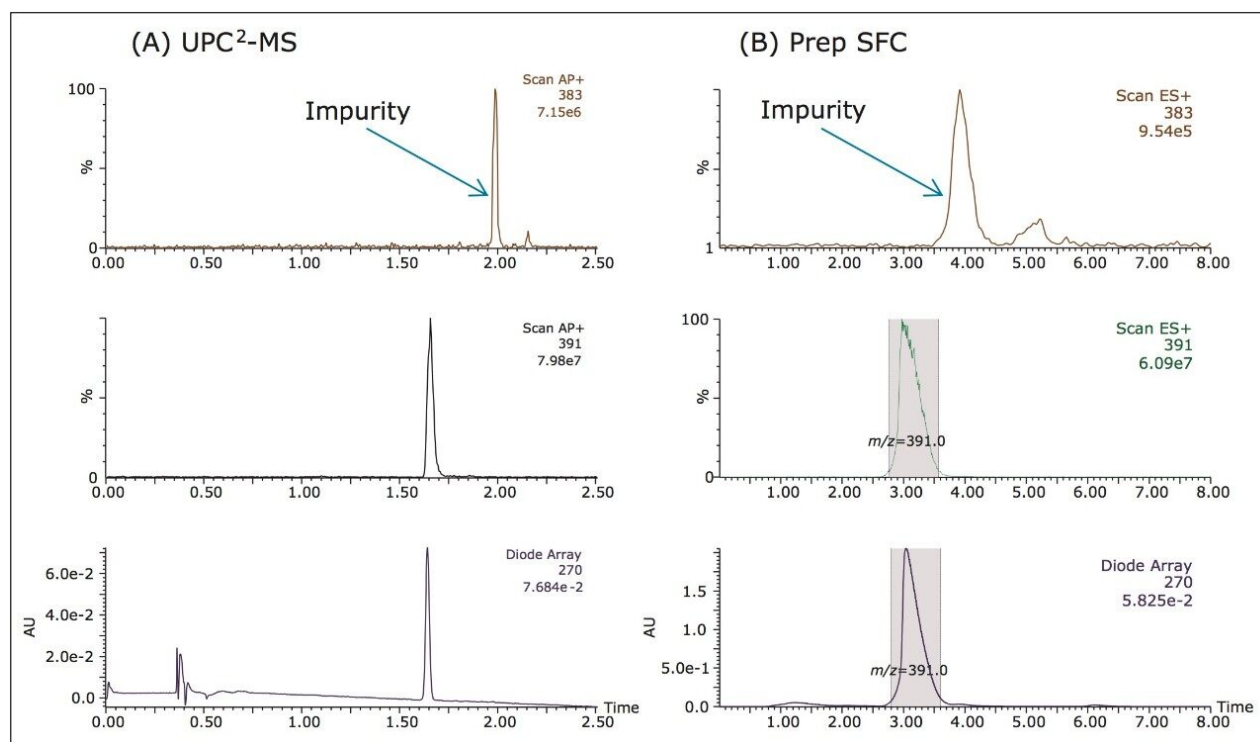 (A) UPC²-MS
Scan AP+
383
7.15e6
Impurity
100
%
0
0.00 0.50 1.00 1.50 2.00 2.50
Scan AP+
391
7.98e7
%
0
0.00 0.50 1.00 1.50 2.00 2.50
Diode Array
270
7.684e-2
6.0e-2
4.0e-2
2.0e-2
0.0
AU
0.00 0.50 1.00 1.50 2.00 2.50 Time
(B) Prep SFC
Scan ES+
383
9.54e5
Impurity
%
1
1.00 2.00 3.00 4.00 5.00 6.00 7.00 8.00
100
Scan ES+
391
6.09e7
%
m/z=391.0
0
1.00 2.00 3.00 4.00 5.00 6.00 7.00 8.00
Diode Array
270
5.825e-2
1.5
1.0
5.0e-1
0.0
AU
m/z=391.0
1.00 2.00 3.00 4.00 5.00 6.00 7.00 8.00 Time